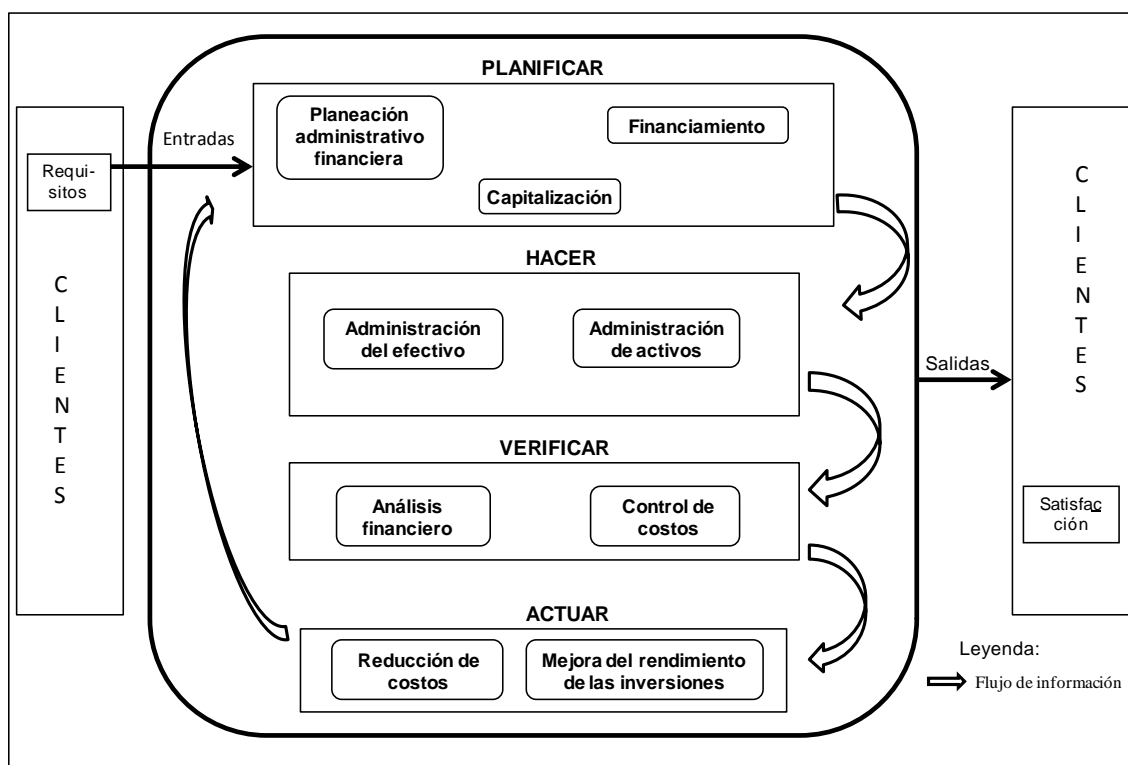 PLANIFICAR
Planeación
administrativo
financiera
Financiamiento
Capitalización
Entradas
Requi-
sitos
C
L
I
E
N
T
E
S
HACER
Administración
del efectivo
Administración
de activos
VERIFICAR
Análisis
financiero
Control de
costos
ACTUAR
Reducción de
costos
Mejora del rendimiento
de las inversiones
Salidas
C
L
I
E
N
T
E
S
Satisfac
ción
Leyenda:
Flujo de información